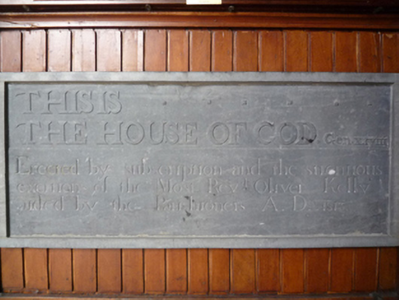 THIS IS
THE HOUSE OF GOD Gen.
Erected by subscription and the strenuous
exertion of the Most Revd Oliver Kelly
aided by the Parishioners A. D.